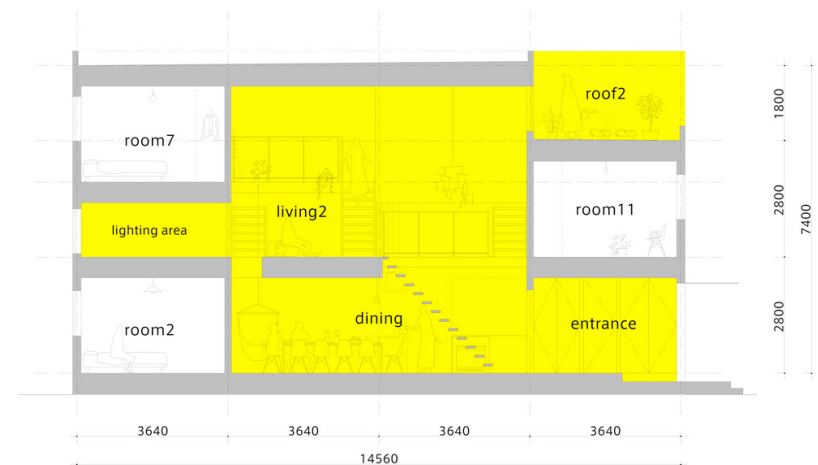 roof2
room7
1800
living2
room11
2800
lighting area
7400
dining
entrance
room2
2800
3640
3640
3640
3640
14560